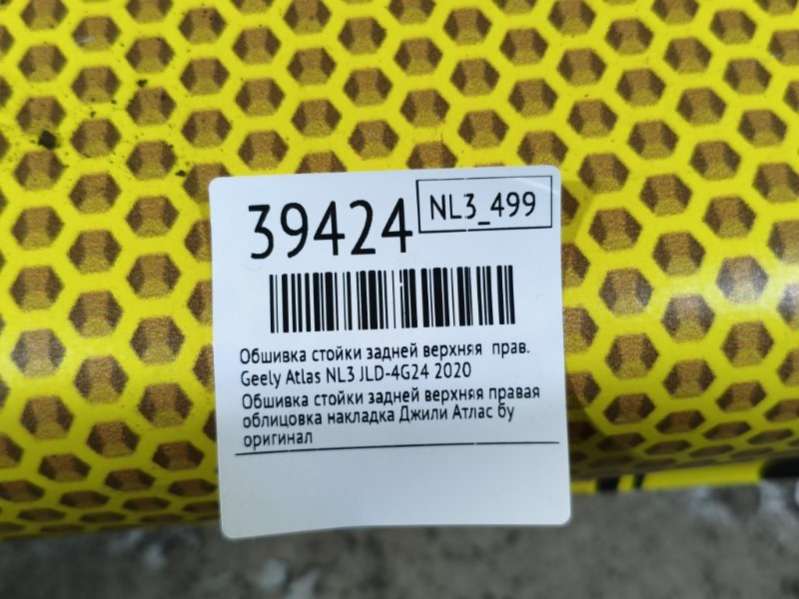 39424
NL3_499
Обшивка стойки задней верхняя прав.
Geely Atlas NL3 JLD-4G24 2020
Обшивка стойки задней верхняя правая
облицовка накладка Джили Атлас бу
оригинал